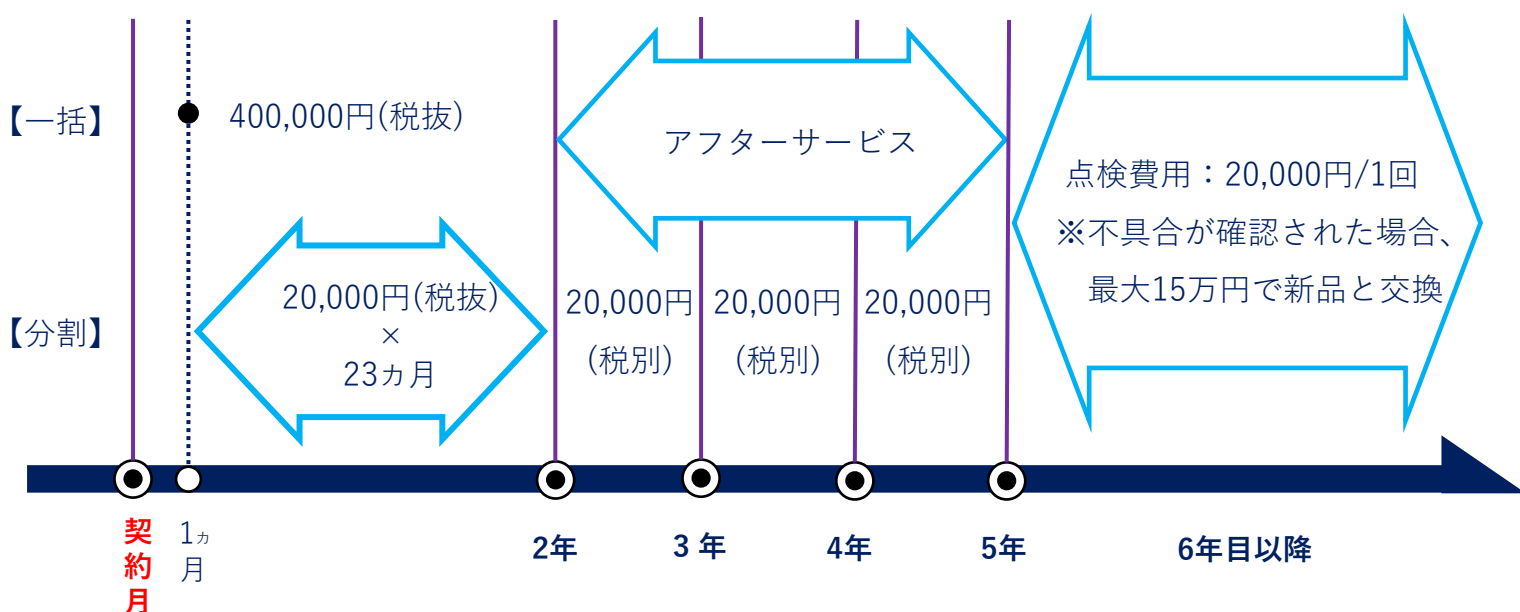 【一括】
400,000円(税抜)
アフターサービス
点検費用：20,000円/1回
※不具合が確認された場合、
最大15万円で新品と交換
【分割】
20,000円(税抜)
×
23カ月
20,000円
(税別)
20,000円
(税別)
20,000円
(税別)
契約月
1ヵ月
2年
3 年
4年
5年
6年目以降